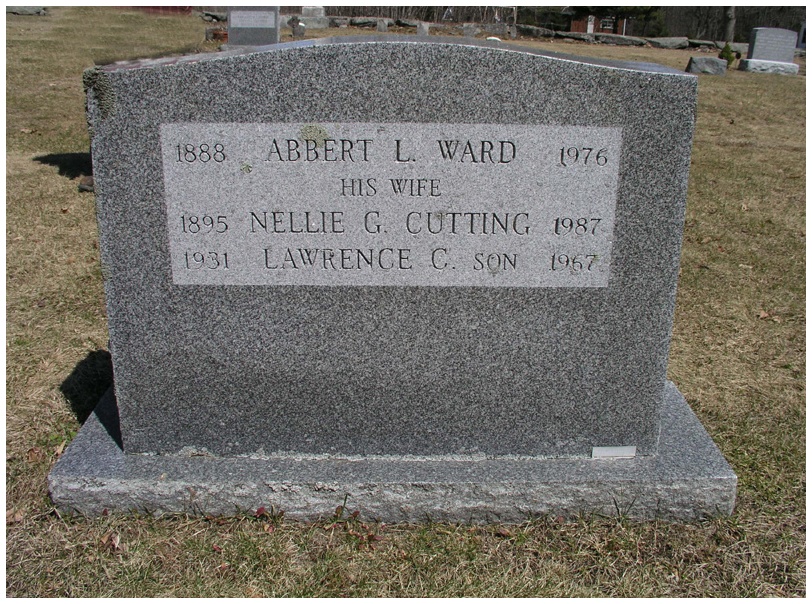 1888 ABBERT L. WARD 1976
HIS WIFE
1895 NELLIE G. CUTTING 1987
1931 LAWRENCE C. SON 1967